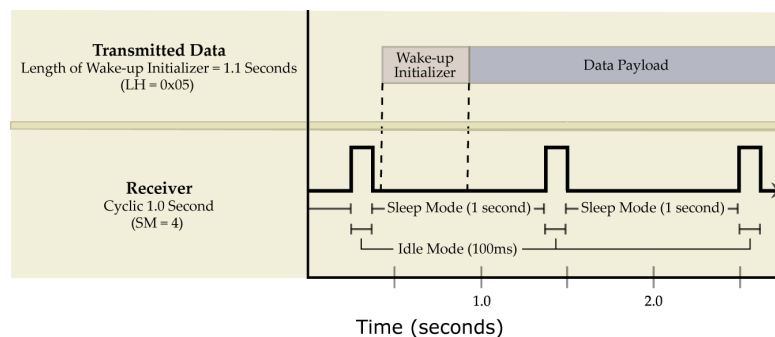 Transmitted Data
Length of Wake-up Initializer = 1.1 Seconds
(LH = 0x05)
Wake-up
Initializer
Data Payload
Receiver
Cyclic 1.0 Second
(SM = 4)
Sleep Mode (1 second)
Sleep Mode (1 second)
Idle Mode (100ms)
1.0
2.0
Time (seconds)